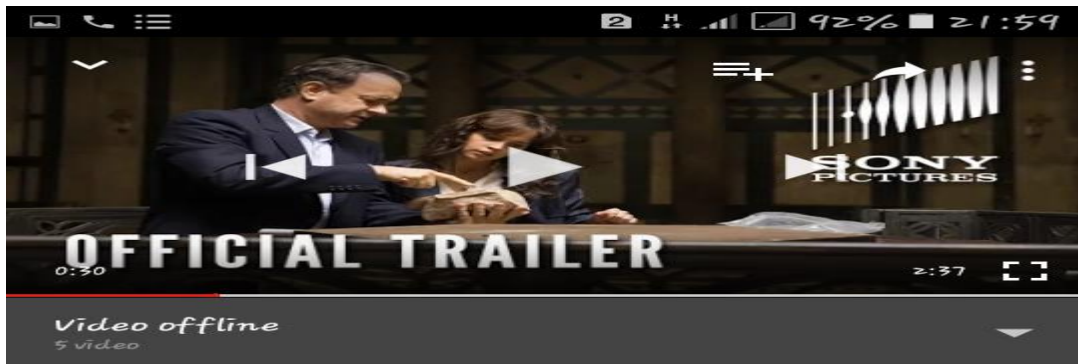 2 H 92% 21:59
SONY
PICTURES
OFFICIAL TRAILER
0:30 2:37
Video offline
5 video